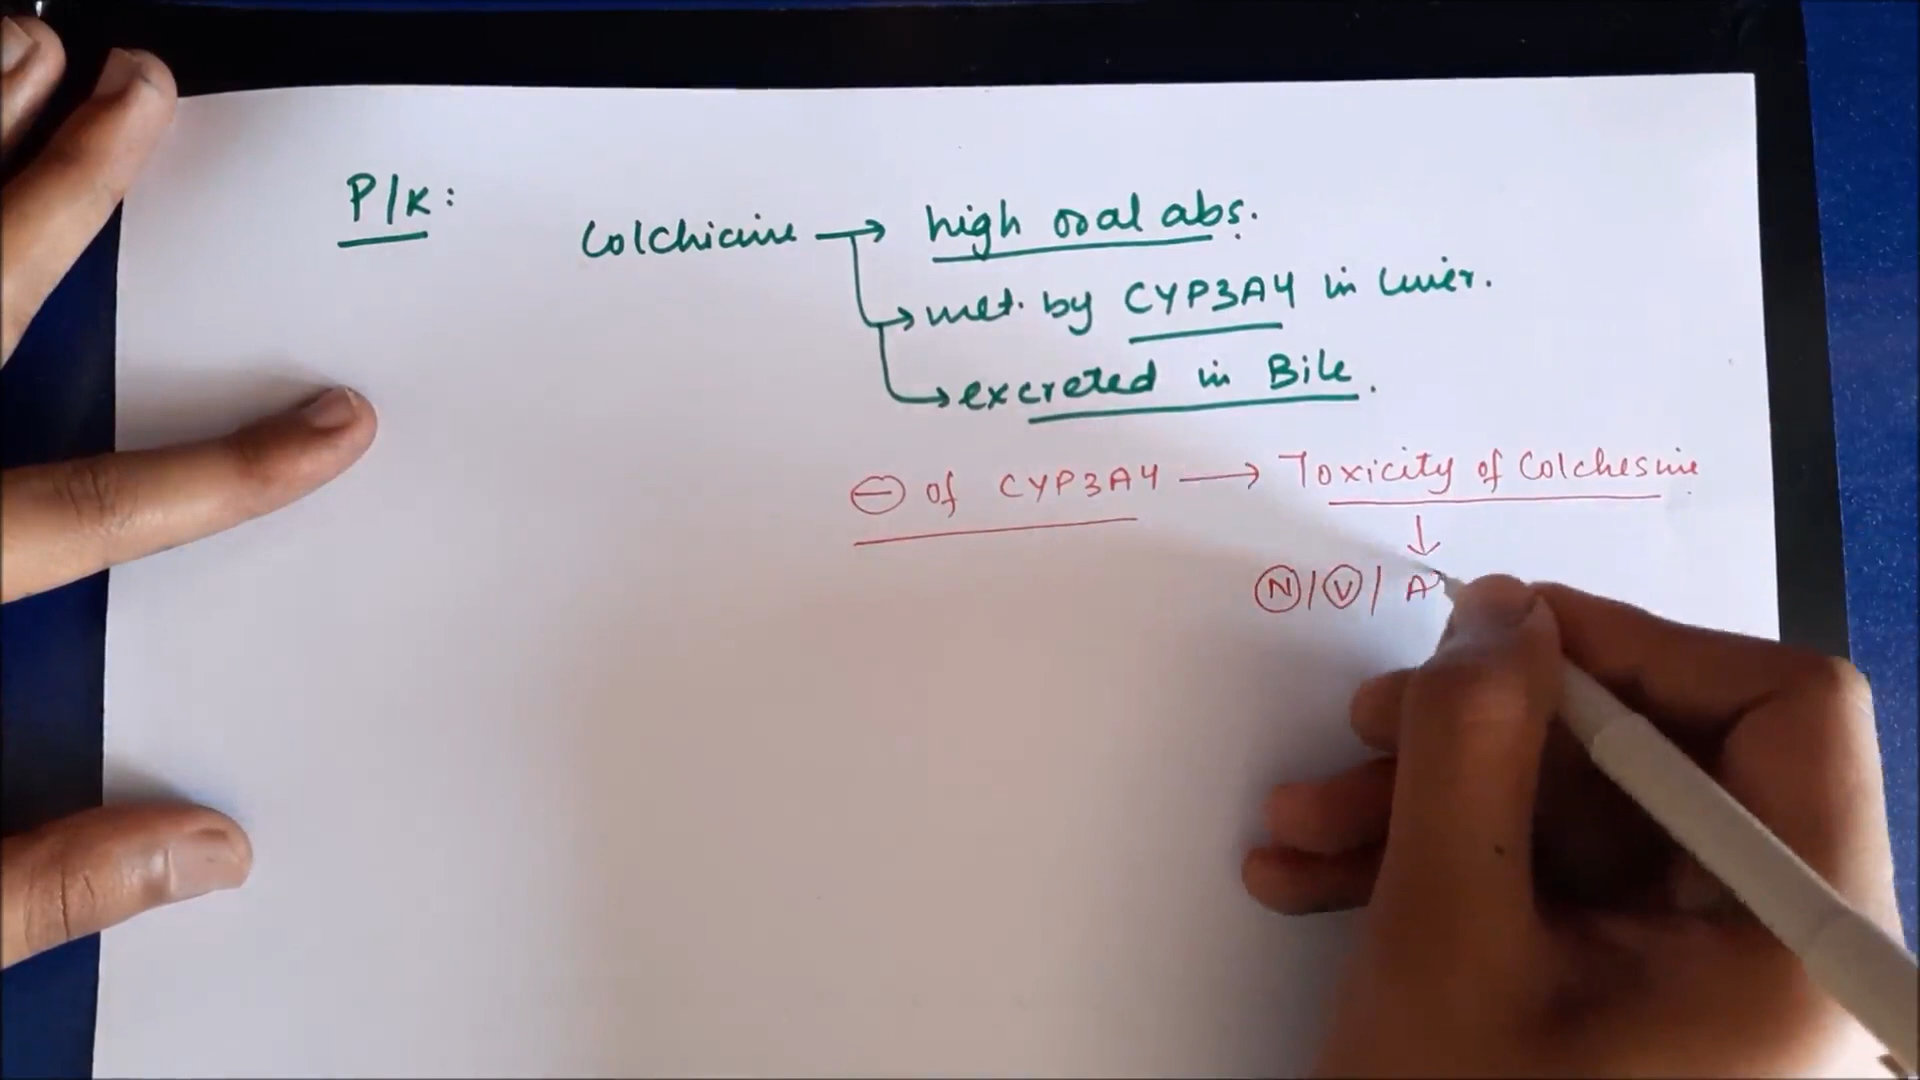 P/K:
Colchicine → high oral abs.
→ met. by CYP3A4 in liver.
→ excreted in Bile.
⊖ of CYP3A4 → Toxicity of Colchesine
↓
Ⓝ/Ⓥ/ A